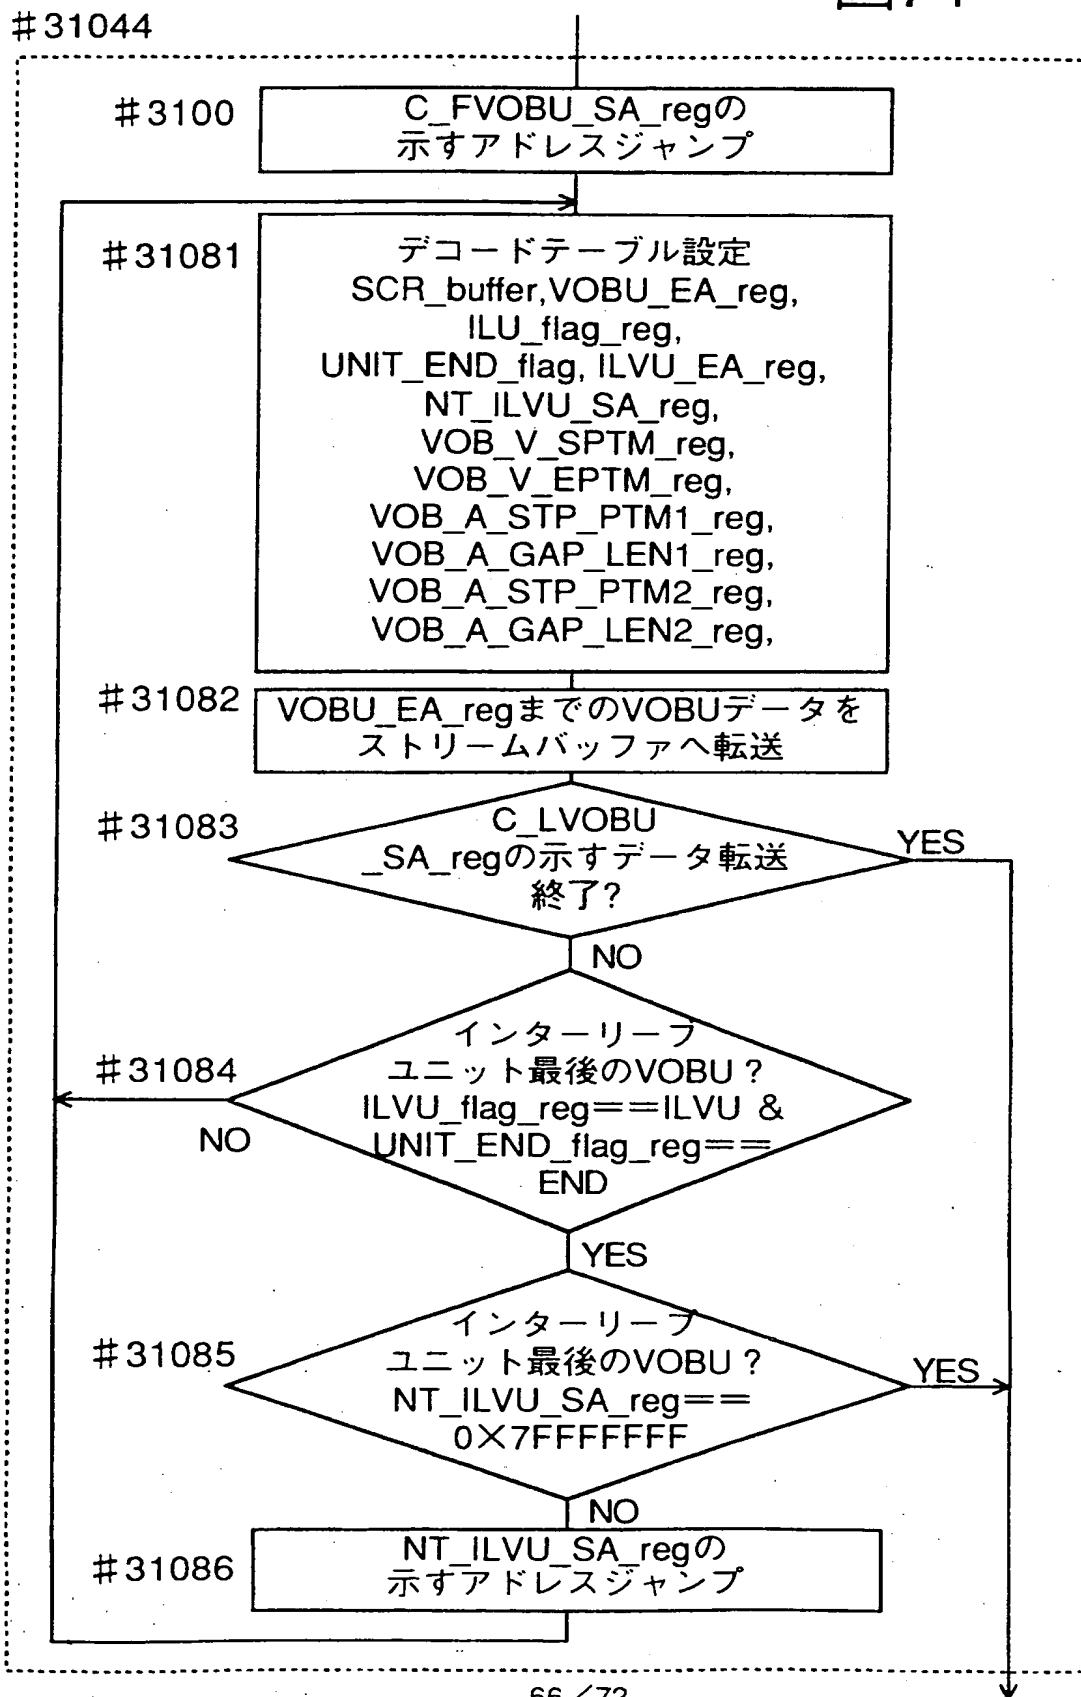 #31044
#3100
C_FVOBU_SA_regの
示すアドレスジャンプ
#31081
デコードテーブル設定
SCR_buffer,VOBU_EA_reg,
ILU_flag_reg,
UNIT_END_flag, ILVU_EA_reg,
NT_ILVU_SA_reg,
VOB_V_SPTM_reg,
VOB_V_EPTM_reg,
VOB_A_STP_PTM1_reg,
VOB_A_GAP_LEN1_reg,
VOB_A_STP_PTM2_reg,
VOB_A_GAP_LEN2_reg,
#31082
VOBU_EA_regまでのVOBUデータを
ストリームバッファへ転送
#31083
C_LVOBU
_SA_regの示すデータ転送
終了?
YES
NO
#31084
インターリーブ
ユニット最後のVOBU?
ILVU_flag_reg==ILVU &
UNIT_END_flag_reg==
END
NO
YES
#31085
インターリーブ
ユニット最後のVOBU?
NT_ILVU_SA_reg==
0×7FFFFFFF
YES
NO
#31086
NT_ILVU_SA_regの
示すアドレスジャンプ